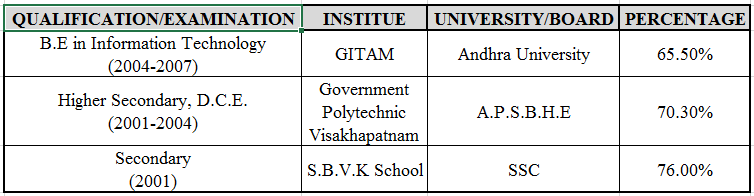 QUALIFICATION/EXAMINATION INSTITUE UNIVERSITY/BOARD PERCENTAGE
B.E in Information Technology
(2004-2007)
GITAM
Andhra University
65.50%
Higher Secondary, D.C.E.
(2001-2004)
Government
Polytechnic
Visakhapatnam
A.P.S.B.H.E
70.30%
Secondary
(2001)
S.B.V.K School
SSC
76.00%